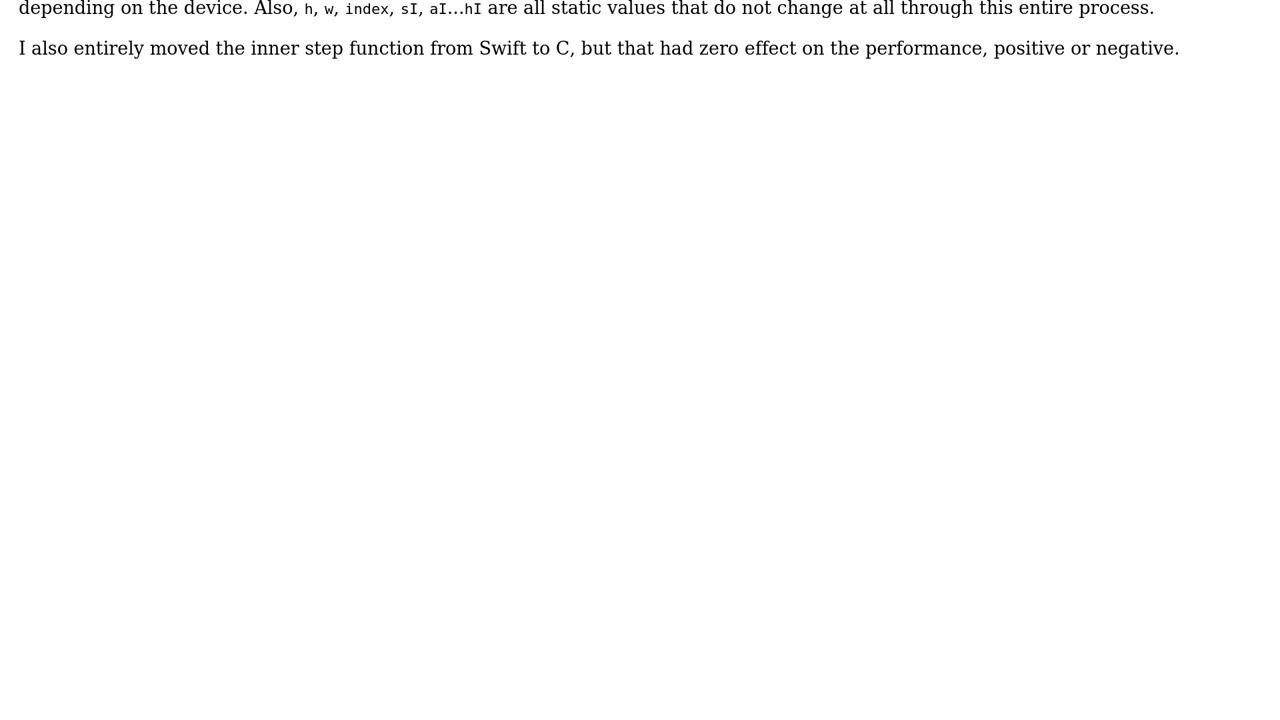 depending on the device. Also, h, w, index, sI, aI...hI are all static values that do not change at all through this entire process.
I also entirely moved the inner step function from Swift to C, but that had zero effect on the performance, positive or negative.